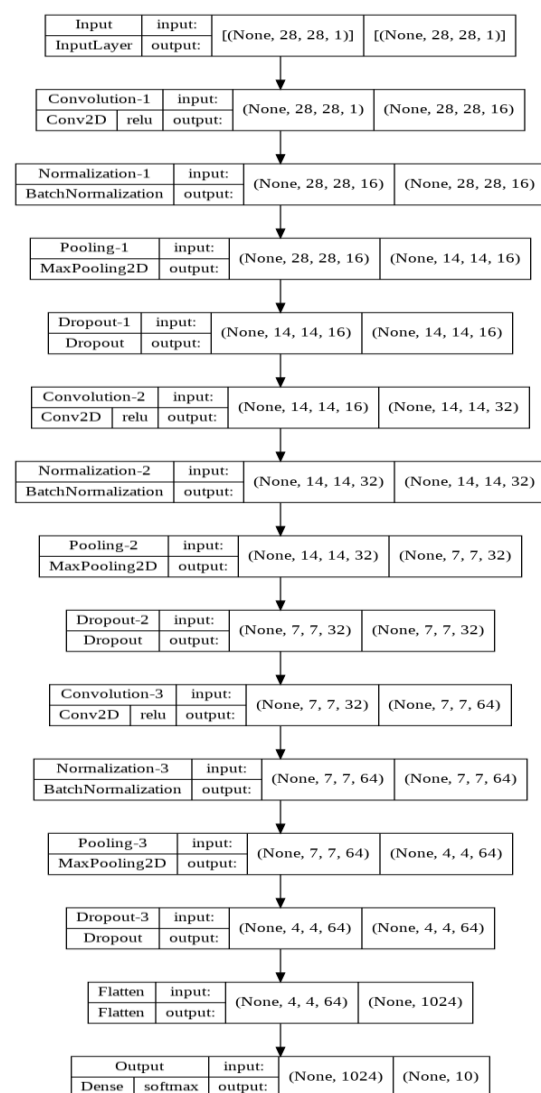 Input input: [(None, 28, 28, 1)] [(None, 28, 28, 1)]
InputLayer output:
Convolution-1 input: (None, 28, 28, 1) (None, 28, 28, 16)
Conv2D relu output:
Normalization-1 input: (None, 28, 28, 16) (None, 28, 28, 16)
BatchNormalization output:
Pooling-1 input: (None, 28, 28, 16) (None, 14, 14, 16)
MaxPooling2D output:
Dropout-1 input: (None, 14, 14, 16) (None, 14, 14, 16)
Dropout output:
Convolution-2 input: (None, 14, 14, 16) (None, 14, 14, 32)
Conv2D relu output:
Normalization-2 input: (None, 14, 14, 32) (None, 14, 14, 32)
BatchNormalization output:
Pooling-2 input: (None, 14, 14, 32) (None, 7, 7, 32)
MaxPooling2D output:
Dropout-2 input: (None, 7, 7, 32) (None, 7, 7, 32)
Dropout output:
Convolution-3 input: (None, 7, 7, 32) (None, 7, 7, 64)
Conv2D relu output:
Normalization-3 input: (None, 7, 7, 64) (None, 7, 7, 64)
BatchNormalization output:
Pooling-3 input: (None, 7, 7, 64) (None, 4, 4, 64)
MaxPooling2D output:
Dropout-3 input: (None, 4, 4, 64) (None, 4, 4, 64)
Dropout output:
Flatten input: (None, 4, 4, 64) (None, 1024)
Flatten output:
Output input: (None, 1024) (None, 10)
Dense softmax output: